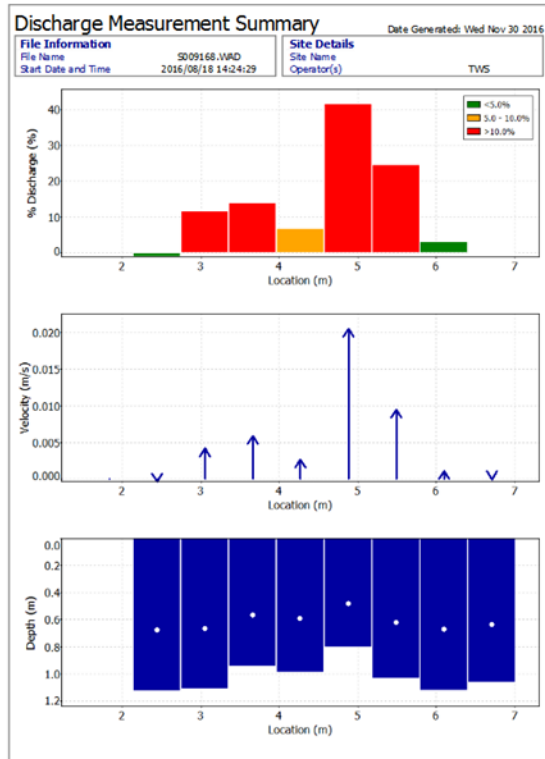 Discharge Measurement Summary
Date Generated: Wed Nov 30 2016
File Information
File Name S009168.WAD
Start Date and Time 2016/08/18 14:24:29
Site Details
Site Name
Operator(s) TWS
% Discharge (%)
40
30
20
10
0
<5.0%
5.0 - 10.0%
>10.0%
2 3 4 5 6 7
Location (m)
Velocity (m/s)
0.020
0.015
0.010
0.005
0.000
2 3 4 5 6 7
Location (m)
Depth (m)
0.0
0.2
0.4
0.6
0.8
1.0
1.2
2 3 4 5 6 7
Location (m)